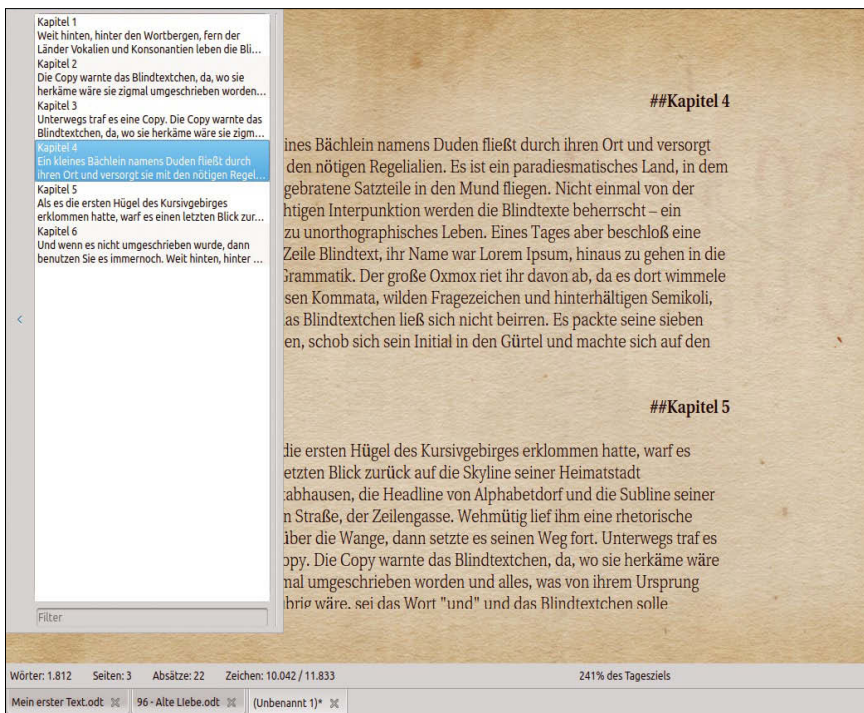 Kapitel 1
Weit hinten, hinter den Wortbergen, fern der
Länder Vokalien und Konsonantien leben die Bli...
Kapitel 2
Die Copy warnte das Blindtextchen, da, wo sie
herkäme wäre sie zigmal umgeschrieben worden...
Kapitel 3
Unterwegs traf es eine Copy. Die Copy warnte das
Blindtextchen, da, wo sie herkäme wäre sie zigm...
Kapitel 4
Ein kleines Bächlein namens Duden fließt durch
ihren Ort und versorgt sie mit den nötigen Regel...
Kapitel 5
Als es die ersten Hügel des Kursivgebirges
erklommen hatte, warf es einen letzten Blick zur...
Kapitel 6
Und wenn es nicht umgeschrieben wurde, dann
benutzen Sie es immernoch. Weit hinten, hinter ...
<
Filter
##Kapitel 4
ines Bächlein namens Duden fließt durch ihren Ort und versorgt
den nötigen Regelialien. Es ist ein paradiesmatisches Land, in dem
gebratene Satzteile in den Mund fliegen. Nicht einmal von der
htigen Interpunktion werden die Blindtexte beherrscht – ein
zu unorthographisches Leben. Eines Tages aber beschloß eine
Zeile Blindtext, ihr Name war Lorem Ipsum, hinaus zu gehen in die
Grammatik. Der große Oxmox riet ihr davon ab, da es dort wimmele
sen Kommata, wilden Fragezeichen und hinterhältigen Semikoli,
as Blindtextchen ließ sich nicht beirren. Es packte seine sieben
en, schob sich sein Initial in den Gürtel und machte sich auf den
##Kapitel 5
die ersten Hügel des Kursivgebirges erklommen hatte, warf es
etzten Blick zurück auf die Skyline seiner Heimatstadt
tabhausen, die Headline von Alphabetdorf und die Subline seiner
n Straße, der Zeilengasse. Wehmütig lief ihm eine rhetorische
über die Wange, dann setzte es seinen Weg fort. Unterwegs traf es
opy. Die Copy warnte das Blindtextchen, da, wo sie herkäme wäre
mal umgeschrieben worden und alles, was von ihrem Ursprung
übrig wäre, sei das Wort "und" und das Blindtextchen solle
Wörter: 1.812 Seiten: 3 Absätze: 22 Zeichen: 10.042 / 11.833 241% des Tagesziels
Mein erster Text.odt 96 - Alte LIebe.odt (Unbenannt 1)*